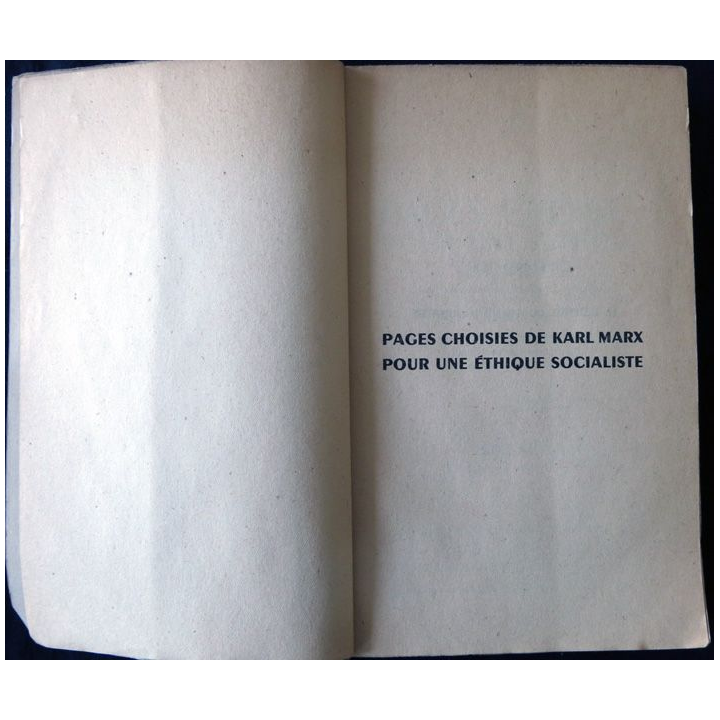 PAGES CHOISIES DE KARL MARX
POUR UNE ÉTHIQUE SOCIALISTE